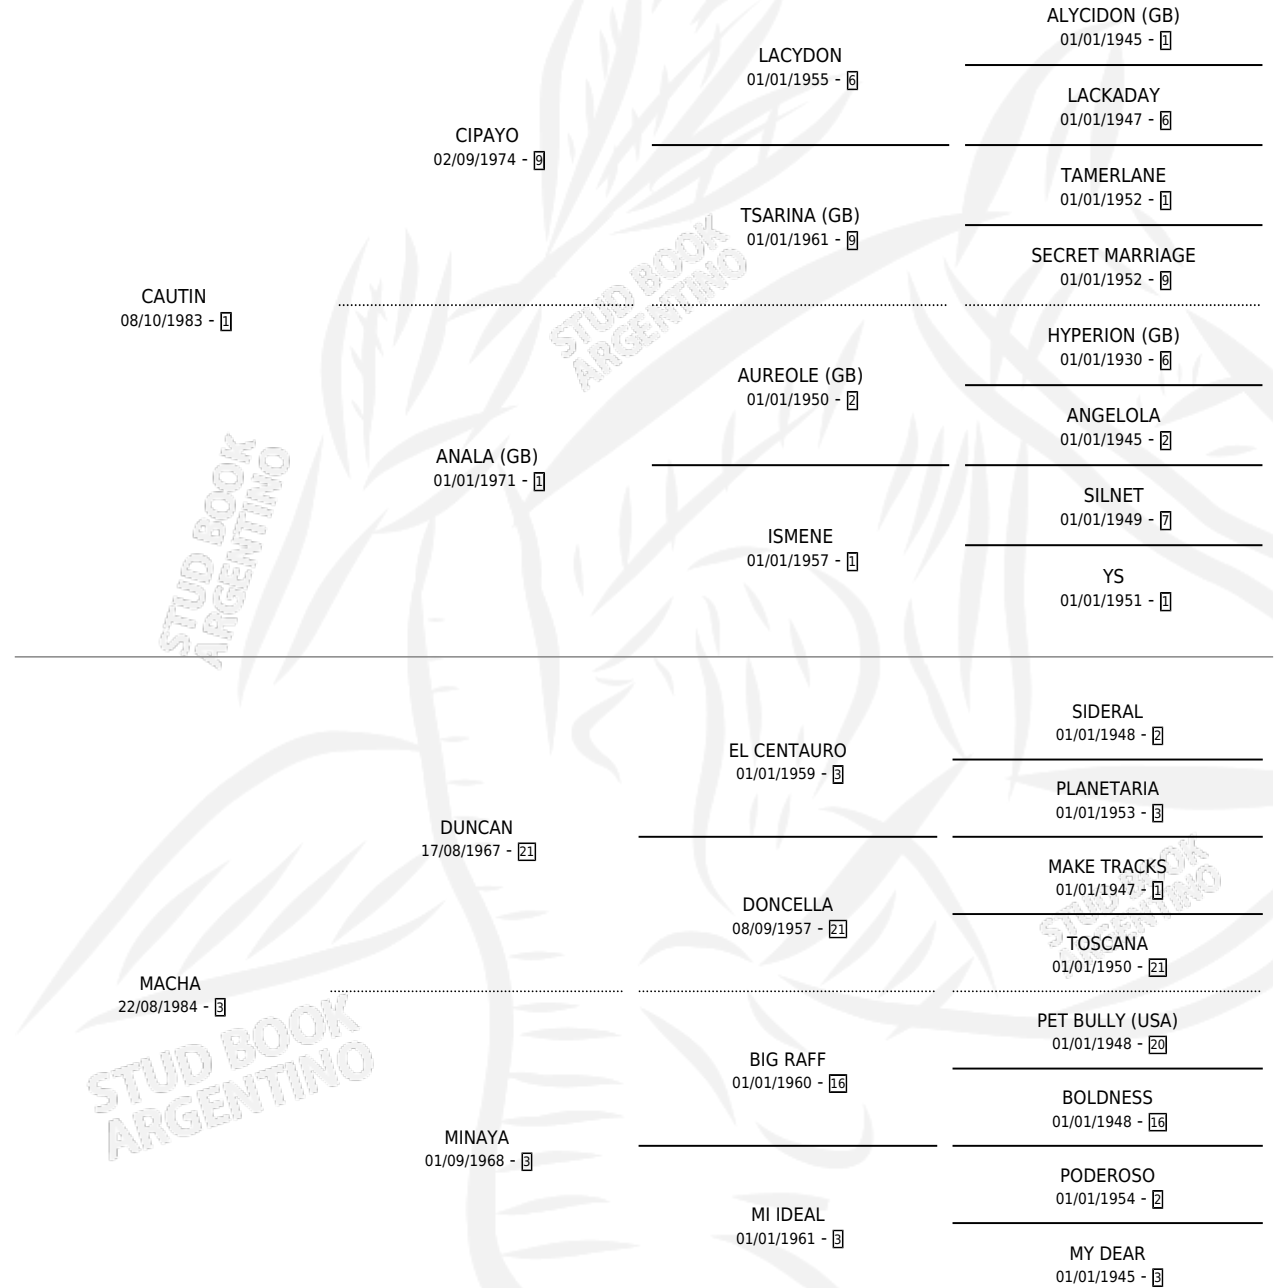 ALYCIDON (GB)
01/01/1945 - 1
LACYDON
01/01/1955 - 6
LACKADAY
01/01/1947 - 6
CIPAYO
02/09/1974 - 9
TAMERLANE
01/01/1952 - 1
TSARINA (GB)
01/01/1961 - 9
SECRET MARRIAGE
01/01/1952 - 9
CAUTIN
08/10/1983 - 1
STUD BOOK
ARGENTINO
HYPERION (GB)
01/01/1930 - 6
AUREOLE (GB)
01/01/1950 - 2
ANGELOLA
01/01/1945 - 2
ANALA (GB)
01/01/1971 - 1
SILNET
01/01/1949 - 7
ISMENE
01/01/1957 - 1
YS
01/01/1951 - 1
STUD BOOK
ARGENTINO
SIDERAL
01/01/1948 - 2
EL CENTAURO
01/01/1959 - 3
PLANETARIA
01/01/1953 - 3
DUNCAN
17/08/1967 - 21
MAKE TRACKS
01/01/1947 - 1
DONCELLA
08/09/1957 - 21
TOSCANA
01/01/1950 - 21
STUD BOOK
ARGENTINO
MACHA
22/08/1984 - 3
PET BULLY (USA)
01/01/1948 - 20
BIG RAFF
01/01/1960 - 16
BOLDNESS
01/01/1948 - 16
STUD BOOK
ARGENTINO
MINAYA
01/09/1968 - 3
PODEROSO
01/01/1954 - 2
MI IDEAL
01/01/1961 - 3
MY DEAR
01/01/1945 - 3